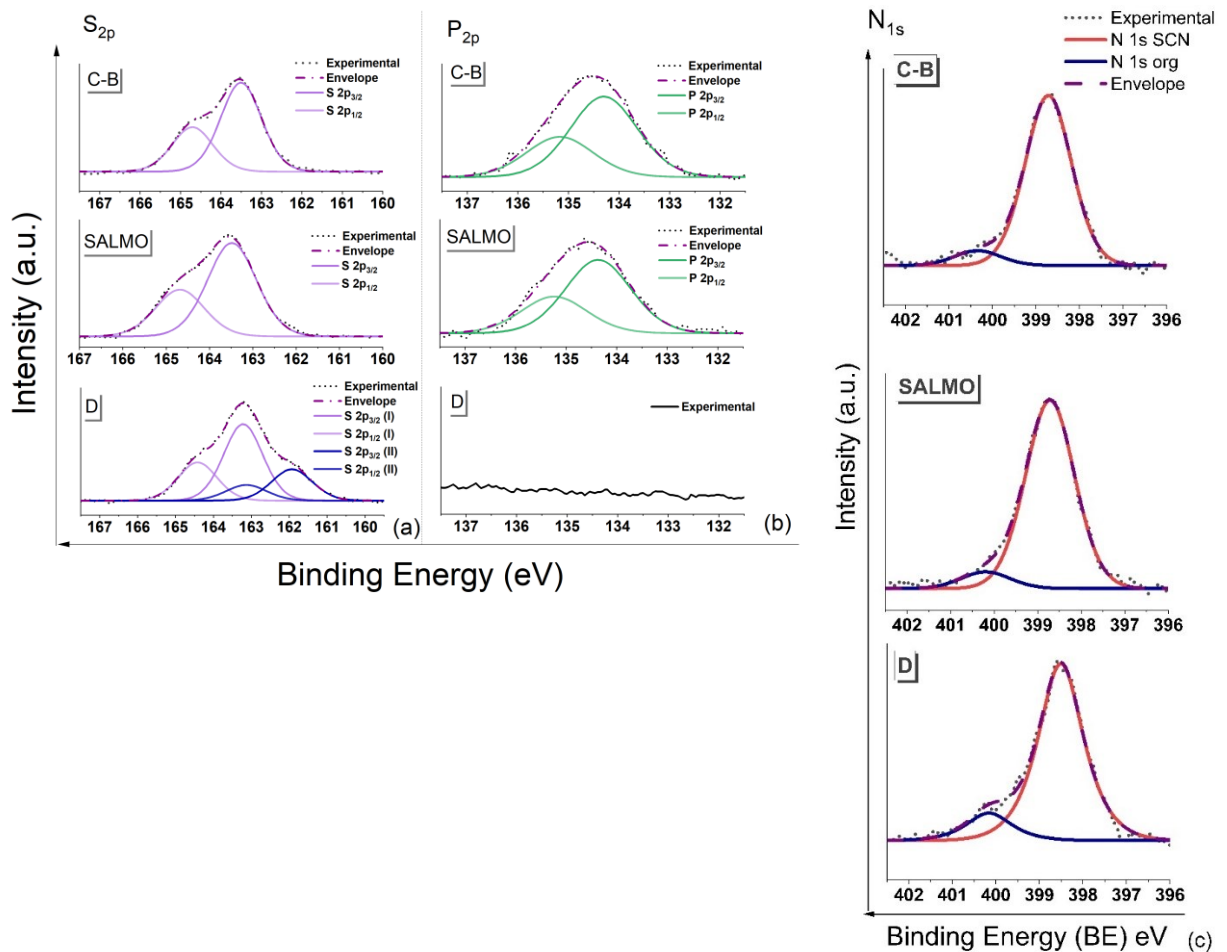 S2p
C-B
Experimental
Envelope
S 2p3/2
S 2p1/2
167 166 165 164 163 162 161 160
SALMO
Experimental
Envelope
S 2p3/2
S 2p1/2
167 166 165 164 163 162 161 160
D
Experimental
Envelope
S 2p3/2 (I)
S 2p1/2 (I)
S 2p3/2 (II)
S 2p1/2 (II)
167 166 165 164 163 162 161 160
(a)
P2p
C-B
Experimental
Envelope
P 2p3/2
P 2p1/2
137 136 135 134 133 132
SALMO
Experimental
Envelope
P 2p3/2
P 2p1/2
137 136 135 134 133 132
D
Experimental
137 136 135 134 133 132
(b)
Intensity (a.u.)
Binding Energy (eV)
N1s
Experimental
N 1s SCN
N 1s org
Envelope
C-B
402 401 400 399 398 397 396
SALMO
402 401 400 399 398 397 396
D
402 401 400 399 398 397 396
Intensity (a.u.)
Binding Energy (BE) eV
(c)